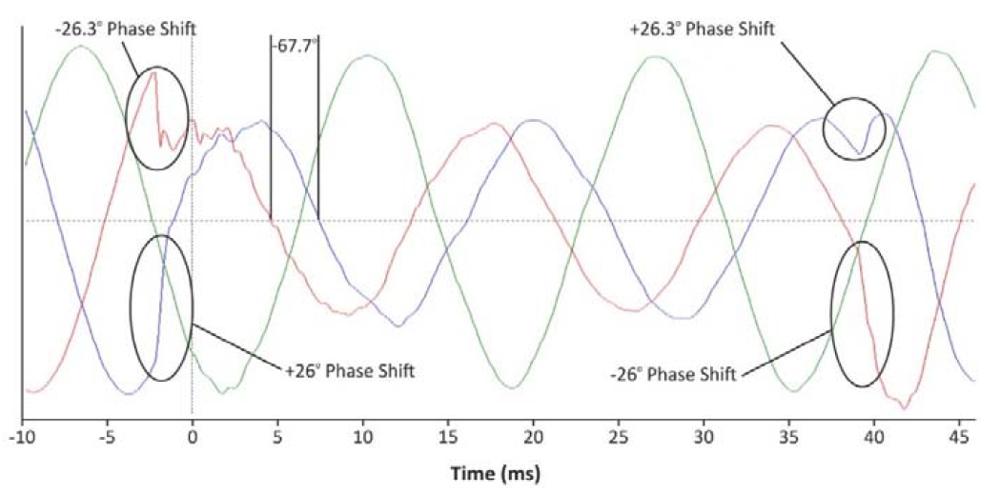 -26.3° Phase Shift
-67.7°
+26.3° Phase Shift
+26° Phase Shift
-26° Phase Shift
-10 -5 0 5 10 15 20 25 30 35 40 45
Time (ms)